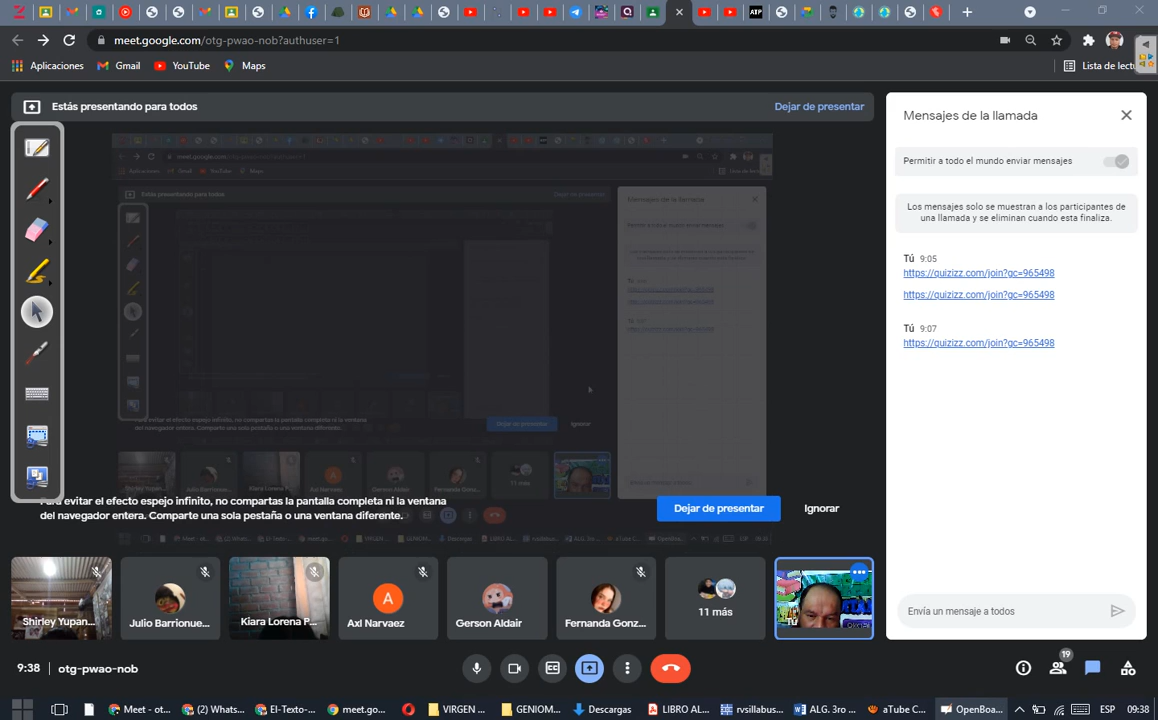 meet.google.com/otg-pwao-nob?authuser=1
Aplicaciones
Gmail
YouTube
Maps
Lista de lectu
Estás presentando para todos
Dejar de presentar
Mensajes de la llamada
Permitir a todo el mundo enviar mensajes
Los mensajes solo se muestran a los participantes de
una llamada y se eliminan cuando esta finaliza.
Tú 9:05
https://quizizz.com/join?gc=965498
https://quizizz.com/join?gc=965498
Tú 9:07
https://quizizz.com/join?gc=965498
Para evitar el efecto espejo infinito, no compartas la pantalla completa ni la ventana
del navegador entera. Comparte una sola pestaña o una ventana diferente.
Dejar de presentar
Ignorar
Shirley Yupan...
Julio Barrionue...
Kiara Lorena P...
A
Axl Narvaez
Gerson Aldair
Fernanda Gonz...
11 más
Tú
Envía un mensaje a todos
9:38 otg-pwao-nob
19
Meet - ot...
(2) Whats...
El-Texto-...
meet.go...
VIRGEN ...
GENIOM...
Descargas
LIBRO AL...
rvsillabus...
ALG. 3ro ...
aTube C...
OpenBoa...
ESP
09:38